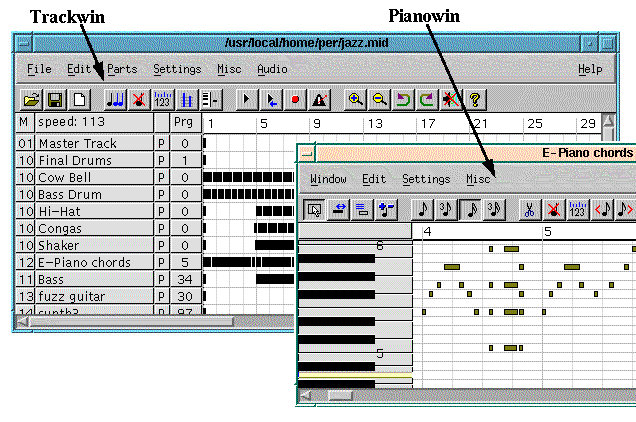 Trackwin
Pianowin
/usr/local/home/per/jazz.mid
File Edit Parts Settings Misc Audio Help
123
M speed: 113 Prg 1 5 9 13 17 21 25 29
01 Master Track P 0
10 Final Drums P 1
10 Cow Bell P 0
10 Bass Drum P 0
10 Hi-Hat P 0
10 Congas P 0
10 Shaker P 0
12 E-Piano chords P 5
11 Bass P 34
13 fuzz guitar P 30
14 synth3 P 97
E-Piano chords
Window Edit Settings Misc
3 3 123
4 5
6
5